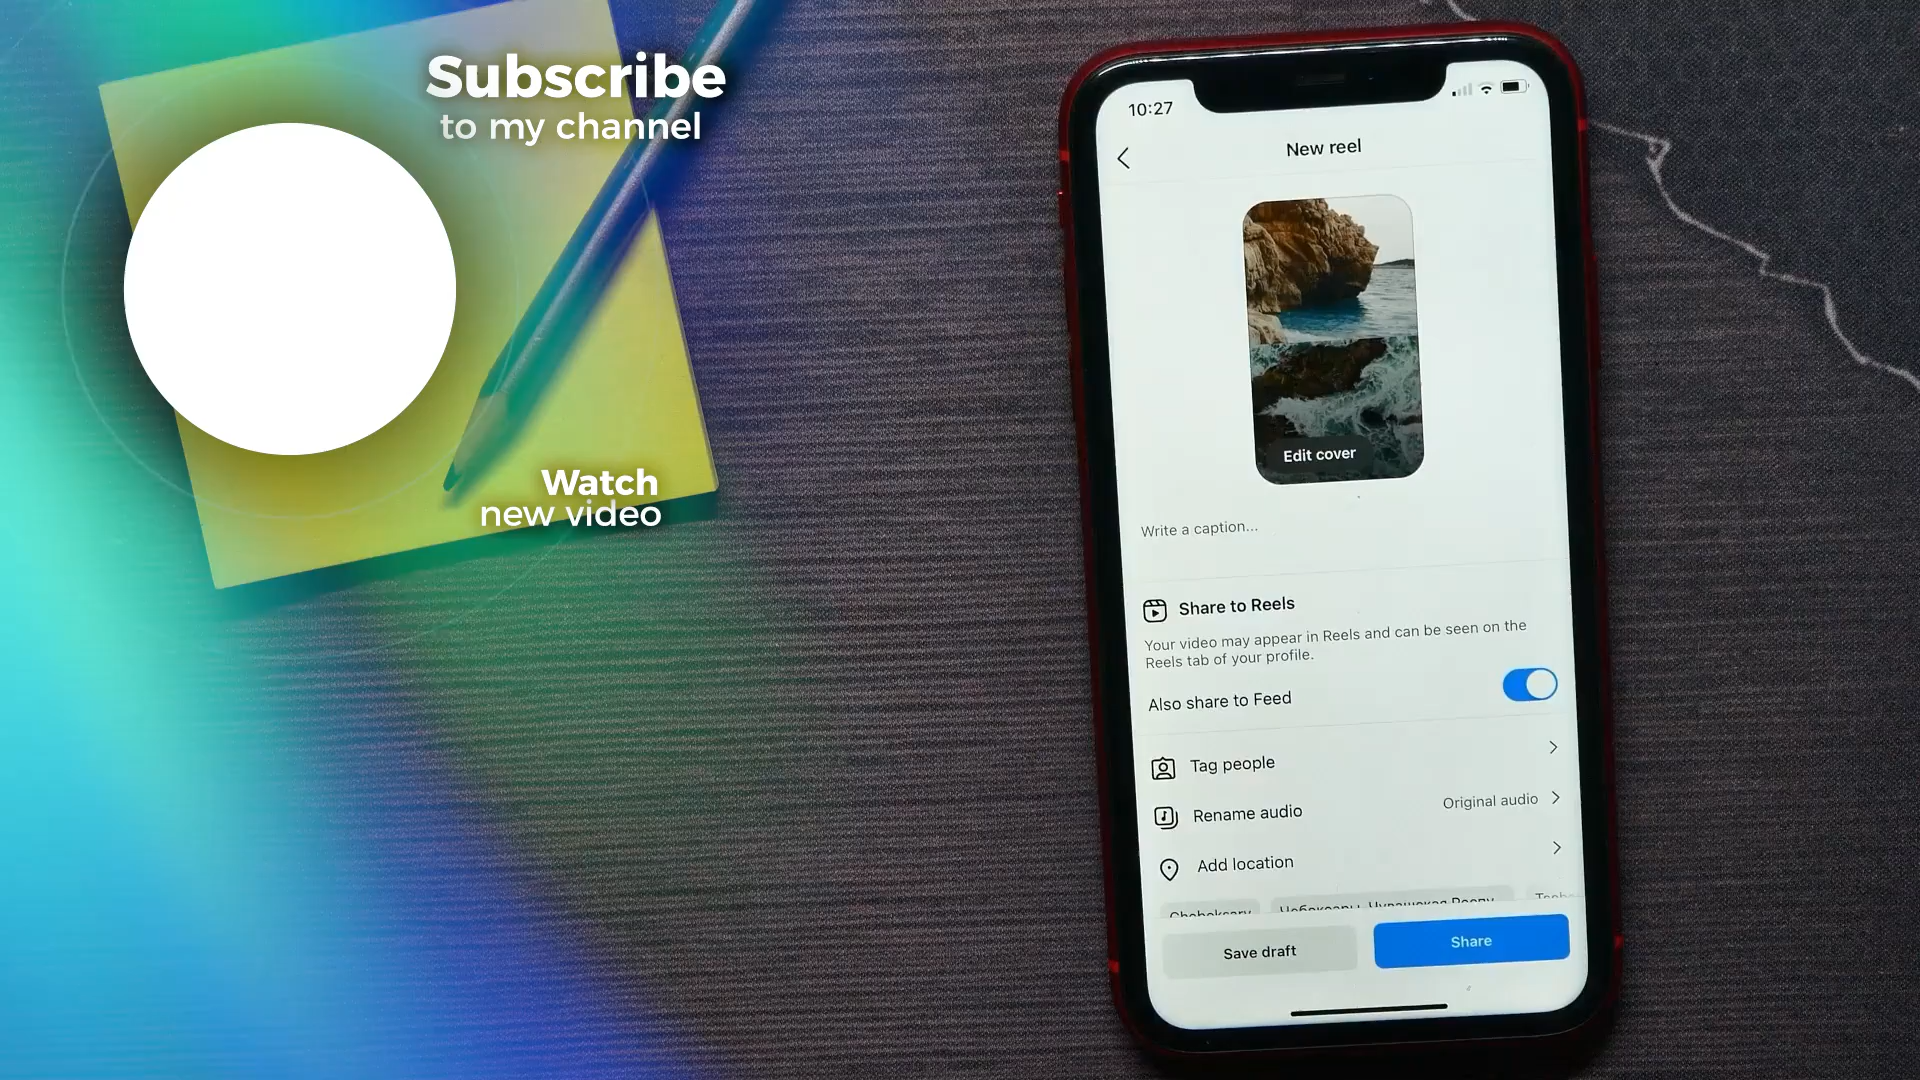 Subscribe
to my channel
Watch
new video
10:27
New reel
Edit cover
Write a caption...
Share to Reels
Your video may appear in Reels and can be seen on the
Reels tab of your profile.
Also share to Feed
Tag people
Rename audio
Original audio
Add location
Cheboksary
Save draft
Share